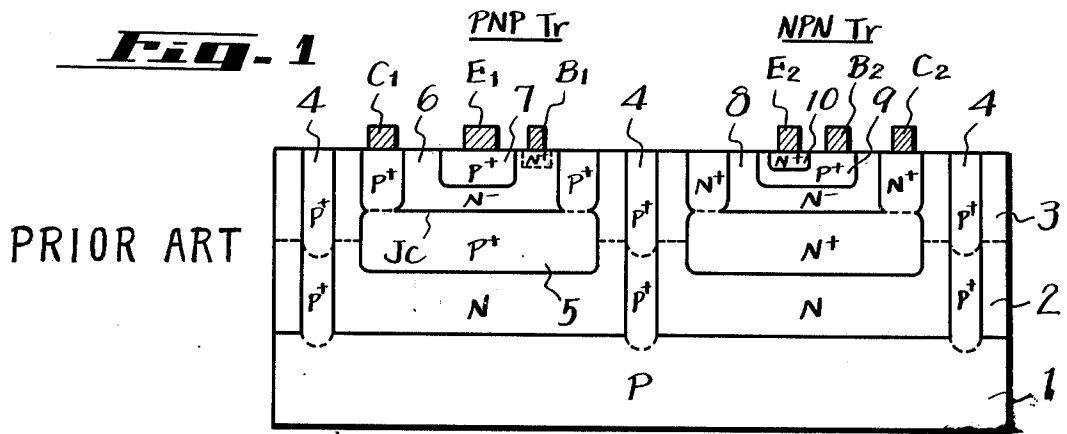 Fig-1
PNP Tr
NPN Tr
C1 E1 B1 E2 B2 C2
4 6 7 4 8 10 9 4
P+ P+ P+ N+ P+ P+ N+ N+ P+ N+ P+
N- N-
3
PRIOR ART
JC P+ N+
P+ P+ P+
5 N N 2
P 1